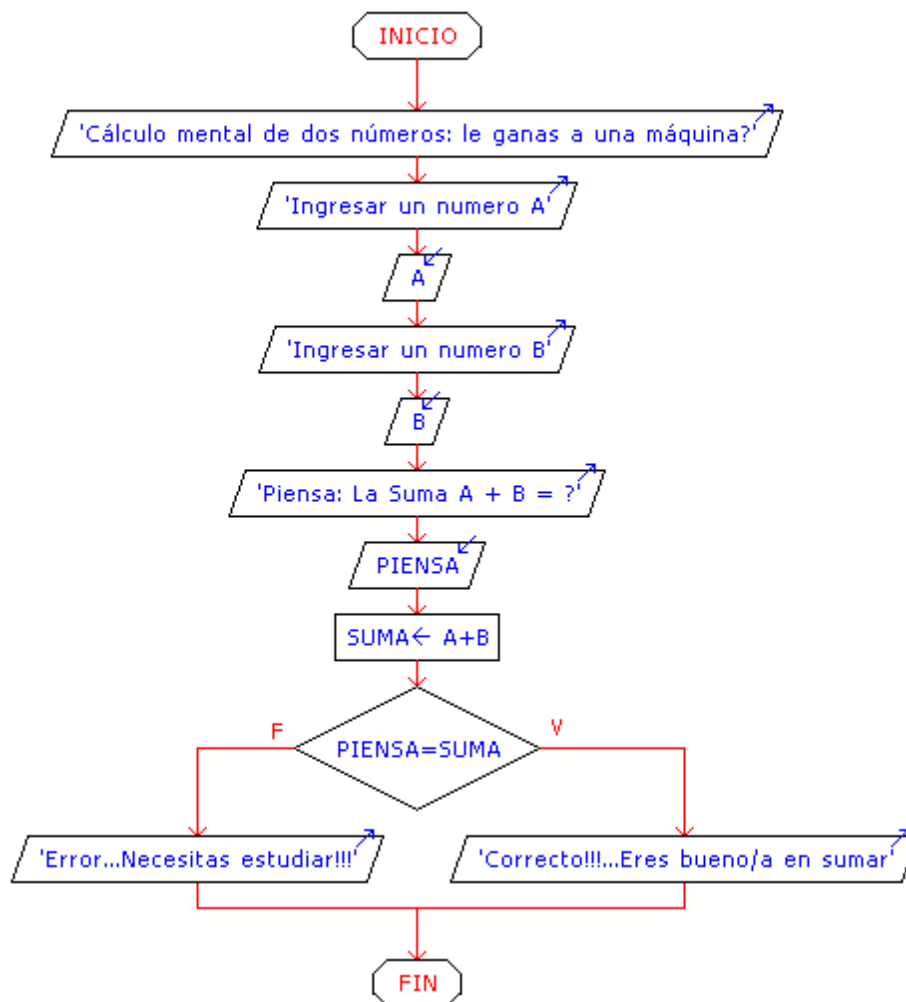 INICIO
'Cálculo mental de dos números: le ganas a una máquina?'
'Ingresar un numero A'
A
'Ingresar un numero B'
B
'Piensa: La Suma A + B = ?'
PIENSA
SUMA← A+B
F
V
PIENSA=SUMA
'Error...Necesitas estudiar!!!'
'Correcto!!!...Eres bueno/a en sumar'
FIN